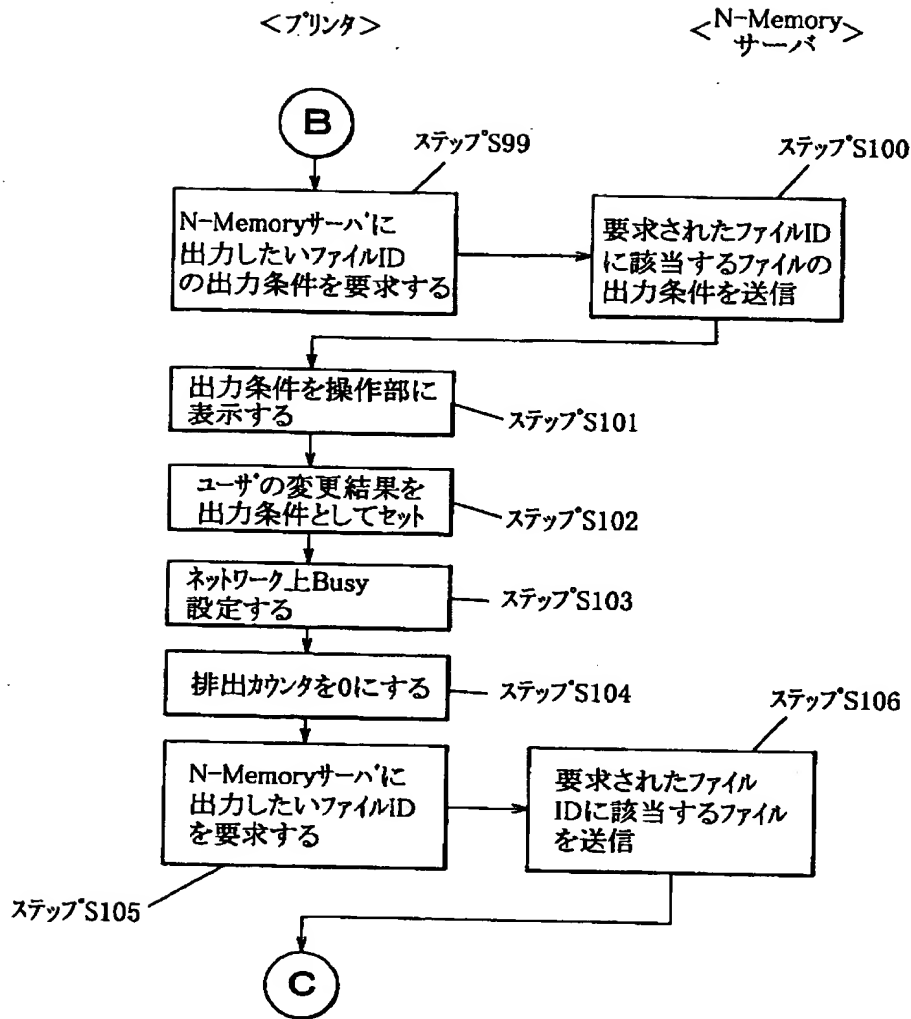 <プリンタ>
<N-Memory
サーバ>
B
ステップS99
ステップS100
N-Memoryサーバに
出力したいファイルID
の出力条件を要求する
要求されたファイルID
に該当するファイルの
出力条件を送信
出力条件を操作部に
表示する
ステップS101
ユーザの変更結果を
出力条件としてセット
ステップS102
ネットワーク上Busy
設定する
ステップS103
排出カウンタを0にする
ステップS104
ステップS106
N-Memoryサーバに
出力したいファイルID
を要求する
要求されたファイル
IDに該当するファイル
を送信
ステップS105
C